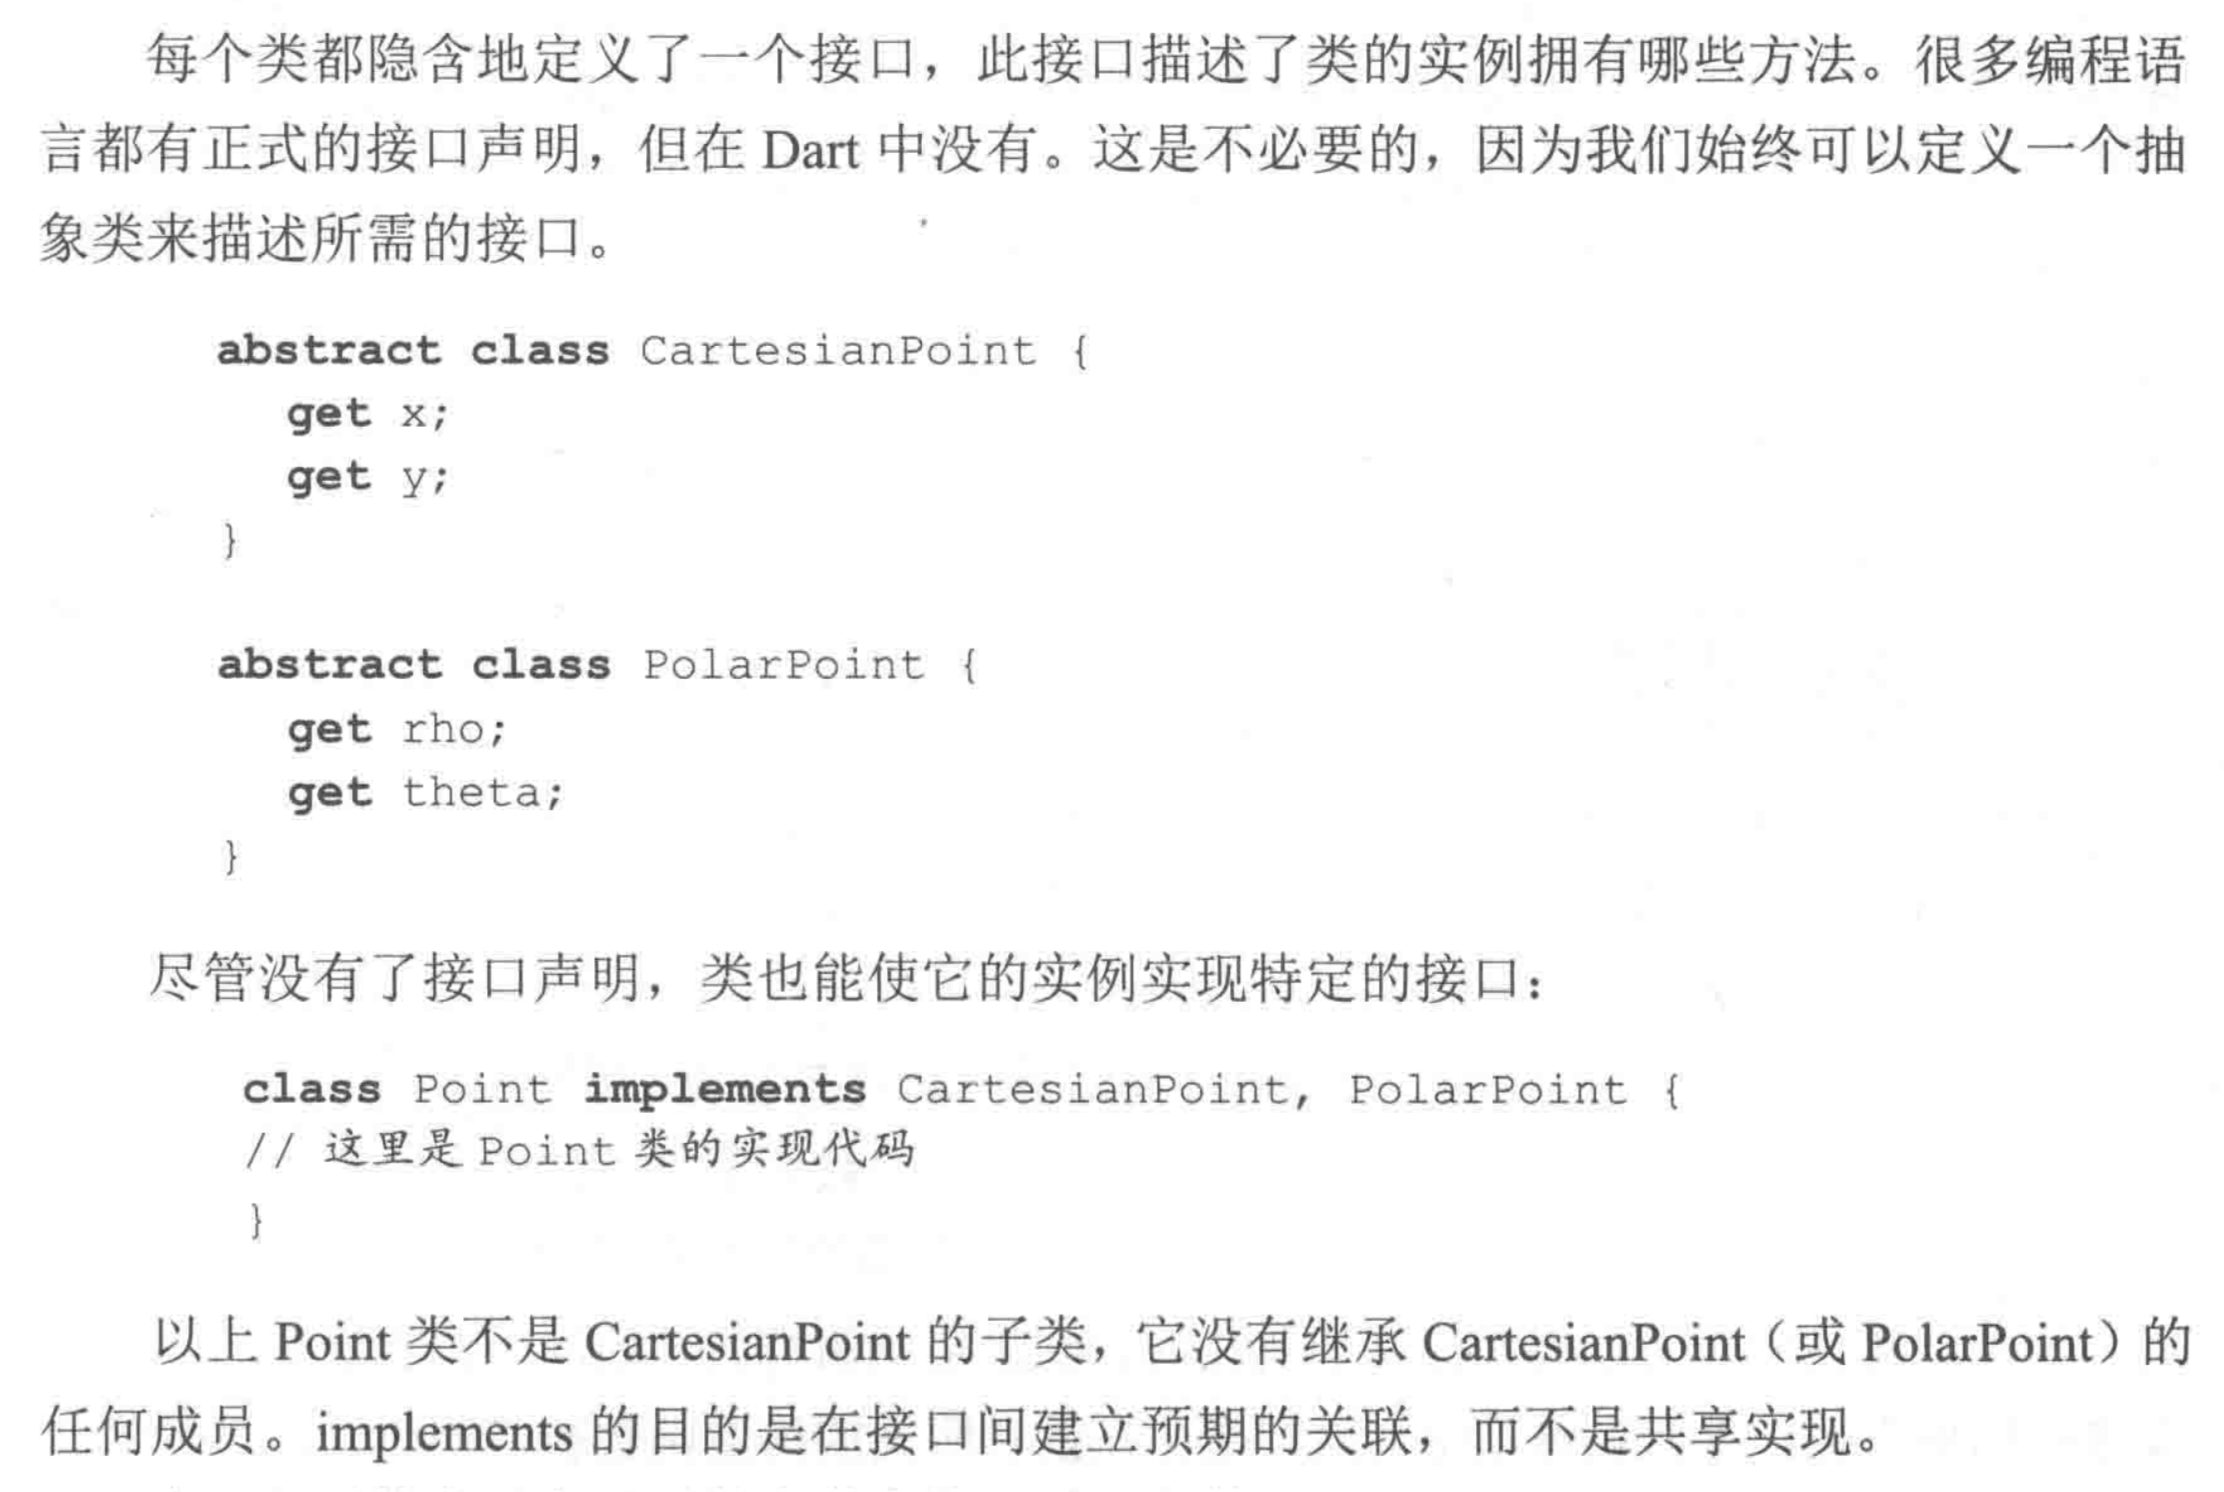 每个类都隐含地定义了一个接口，此接口描述了类的实例拥有哪些方法。很多编程语
言都有正式的接口声明，但在 Dart 中没有。这是不必要的，因为我们始终可以定义一个抽
象类来描述所需的接口。
abstract class CartesianPoint {
get x;
get y;
}
abstract class PolarPoint {
get rho;
get theta;
}
尽管没有了接口声明，类也能使它的实例实现特定的接口：
class Point implements CartesianPoint, PolarPoint {
// 这里是 Point 类的实现代码
}
以上 Point 类不是 CartesianPoint 的子类，它没有继承 CartesianPoint（或 PolarPoint）的
任何成员。implements 的目的是在接口间建立预期的关联，而不是共享实现。